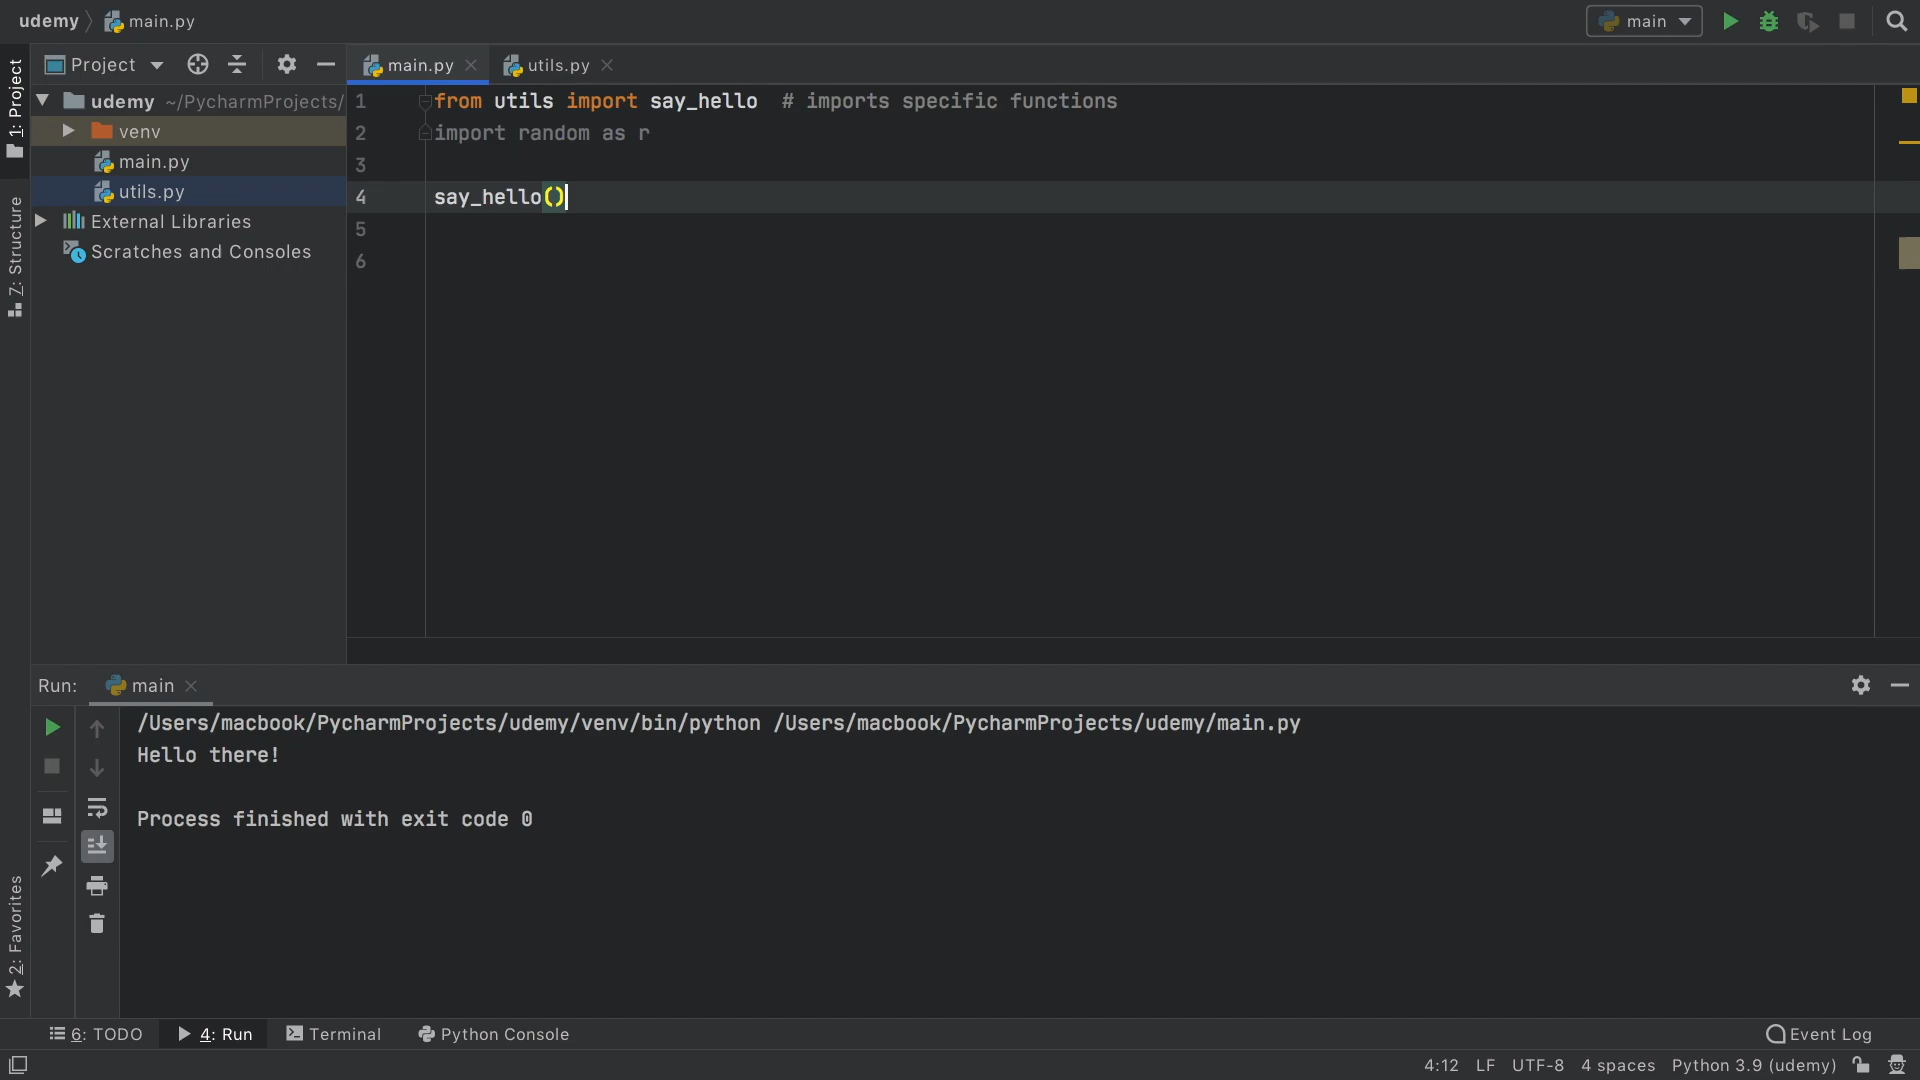 udemy main.py
main
Project
main.py
utils.py
1: Project
Z: Structure
2: Favorites
udemy ~/PycharmProjects/
venv
main.py
utils.py
External Libraries
Scratches and Consoles
1 from utils import say_hello # imports specific functions
2 import random as r
3
4 say_hello()
5
6
Run: main
/Users/macbook/PycharmProjects/udemy/venv/bin/python /Users/macbook/PycharmProjects/udemy/main.py
Hello there!
Process finished with exit code 0
6: TODO 4: Run Terminal Python Console Event Log
4:12 LF UTF-8 4 spaces Python 3.9 (udemy)